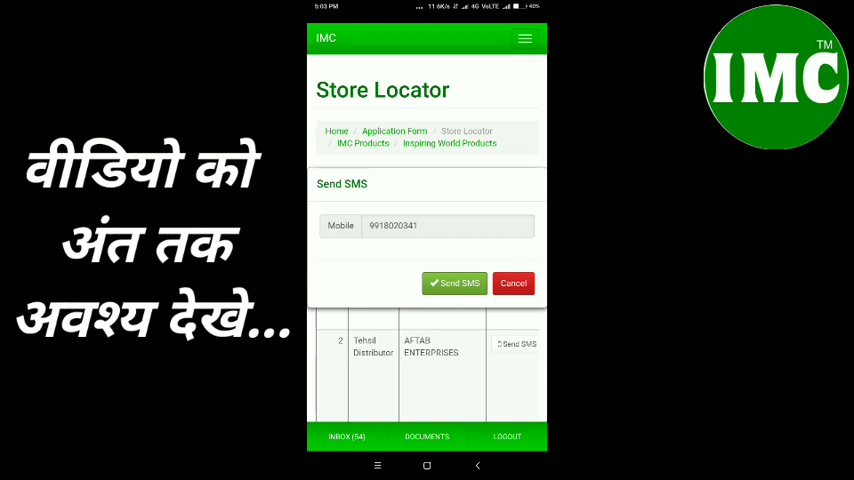 5:03 PM ... 11.6K/s 4G VoLTE 40%
IMC
TM
IMC
Store Locator
Home / Application Form / Store Locator
/ IMC Products / Inspiring World Products
वीडियो को
अंत तक
अवश्य देखे...
Send SMS
Mobile 9918020341
Send SMS Cancel
2 Tehsil Distributor AFTAB ENTERPRISES Send SMS
INBOX (54) DOCUMENTS LOGOUT